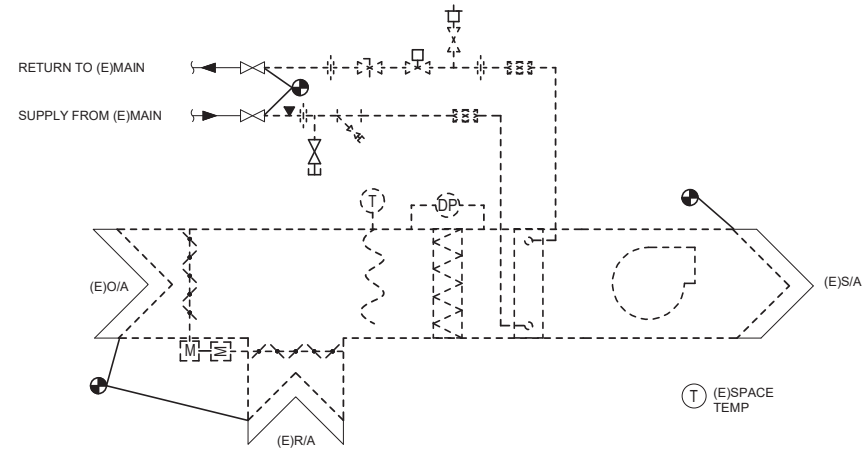 RETURN TO (E)MAIN
SUPPLY FROM (E)MAIN
T
DP
(E)O/A
(E)S/A
M M
(E)R/A
T (E)SPACE
TEMP